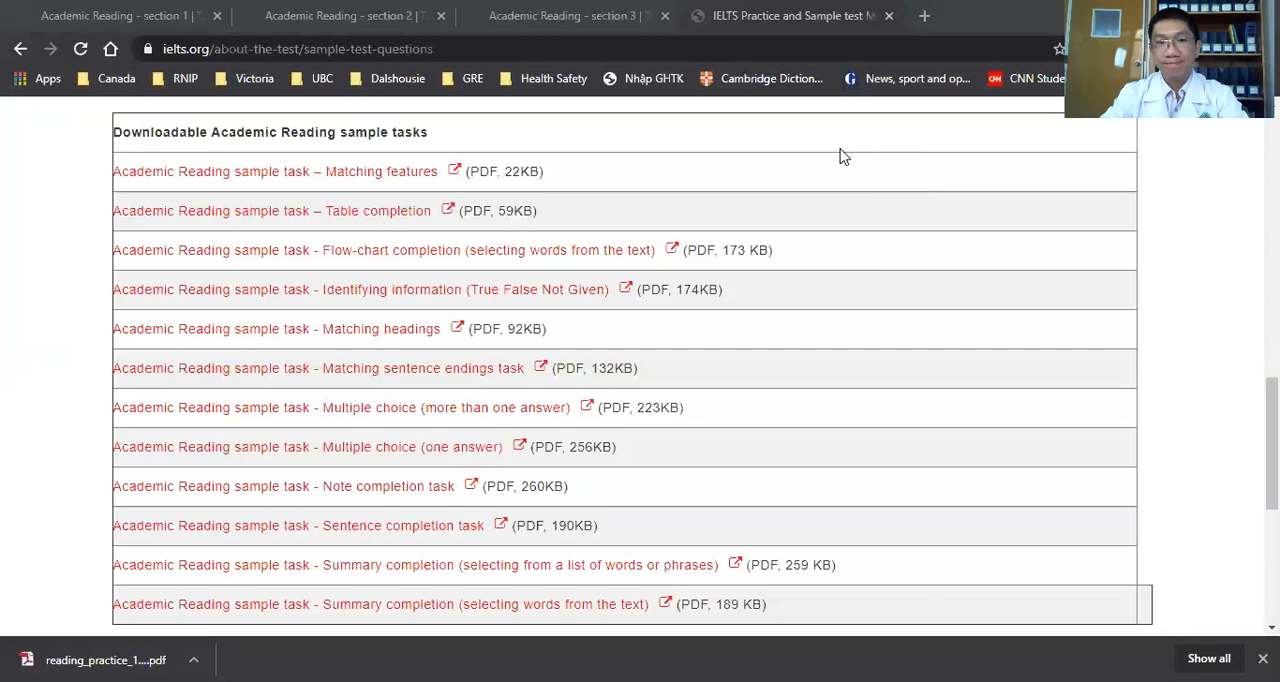 Academic Reading - section 1 | T
Academic Reading - section 2 | T
Academic Reading - section 3 | T
IELTS Practice and Sample test M
ielts.org/about-the-test/sample-test-questions
Apps
Canada
RNIP
Victoria
UBC
Dalshousie
GRE
Health Safety
Nhập GHTK
Cambridge Diction...
News, sport and op...
CNN Stude
Downloadable Academic Reading sample tasks
Academic Reading sample task – Matching features (PDF, 22KB)
Academic Reading sample task – Table completion (PDF, 59KB)
Academic Reading sample task - Flow-chart completion (selecting words from the text) (PDF, 173 KB)
Academic Reading sample task - Identifying information (True False Not Given) (PDF, 174KB)
Academic Reading sample task - Matching headings (PDF, 92KB)
Academic Reading sample task - Matching sentence endings task (PDF, 132KB)
Academic Reading sample task - Multiple choice (more than one answer) (PDF, 223KB)
Academic Reading sample task - Multiple choice (one answer) (PDF, 256KB)
Academic Reading sample task - Note completion task (PDF, 260KB)
Academic Reading sample task - Sentence completion task (PDF, 190KB)
Academic Reading sample task - Summary completion (selecting from a list of words or phrases) (PDF, 259 KB)
Academic Reading sample task - Summary completion (selecting words from the text) (PDF, 189 KB)
reading_practice_1....pdf
Show all